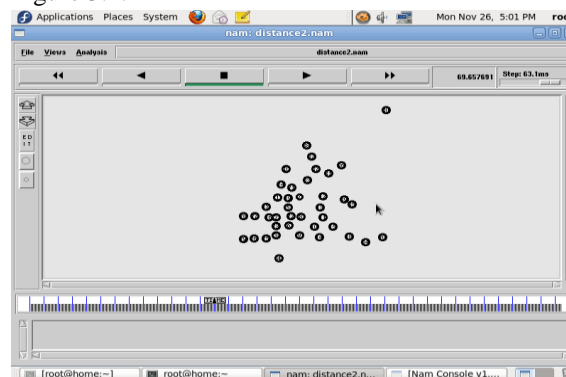 Applications Places System Mon Nov 26, 5:01 PM
nam: distance2.nam
File Views Analysis distance2.nam
69.657691 Step: 63.1ms
E D
I T
[root@home:~] root@home:~ nam: distance2.n... [Nam Console v1....